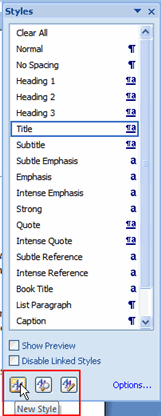 Styles
Clear All
Normal ¶
No Spacing ¶
Heading 1 ¶a
Heading 2 ¶a
Heading 3 ¶a
Title ¶a
Subtitle ¶a
Subtle Emphasis a
Emphasis a
Intense Emphasis a
Strong a
Quote ¶a
Intense Quote ¶a
Subtle Reference a
Intense Reference a
Book Title a
List Paragraph ¶
Caption ¶
Show Preview
Disable Linked Styles
Options...
New Style